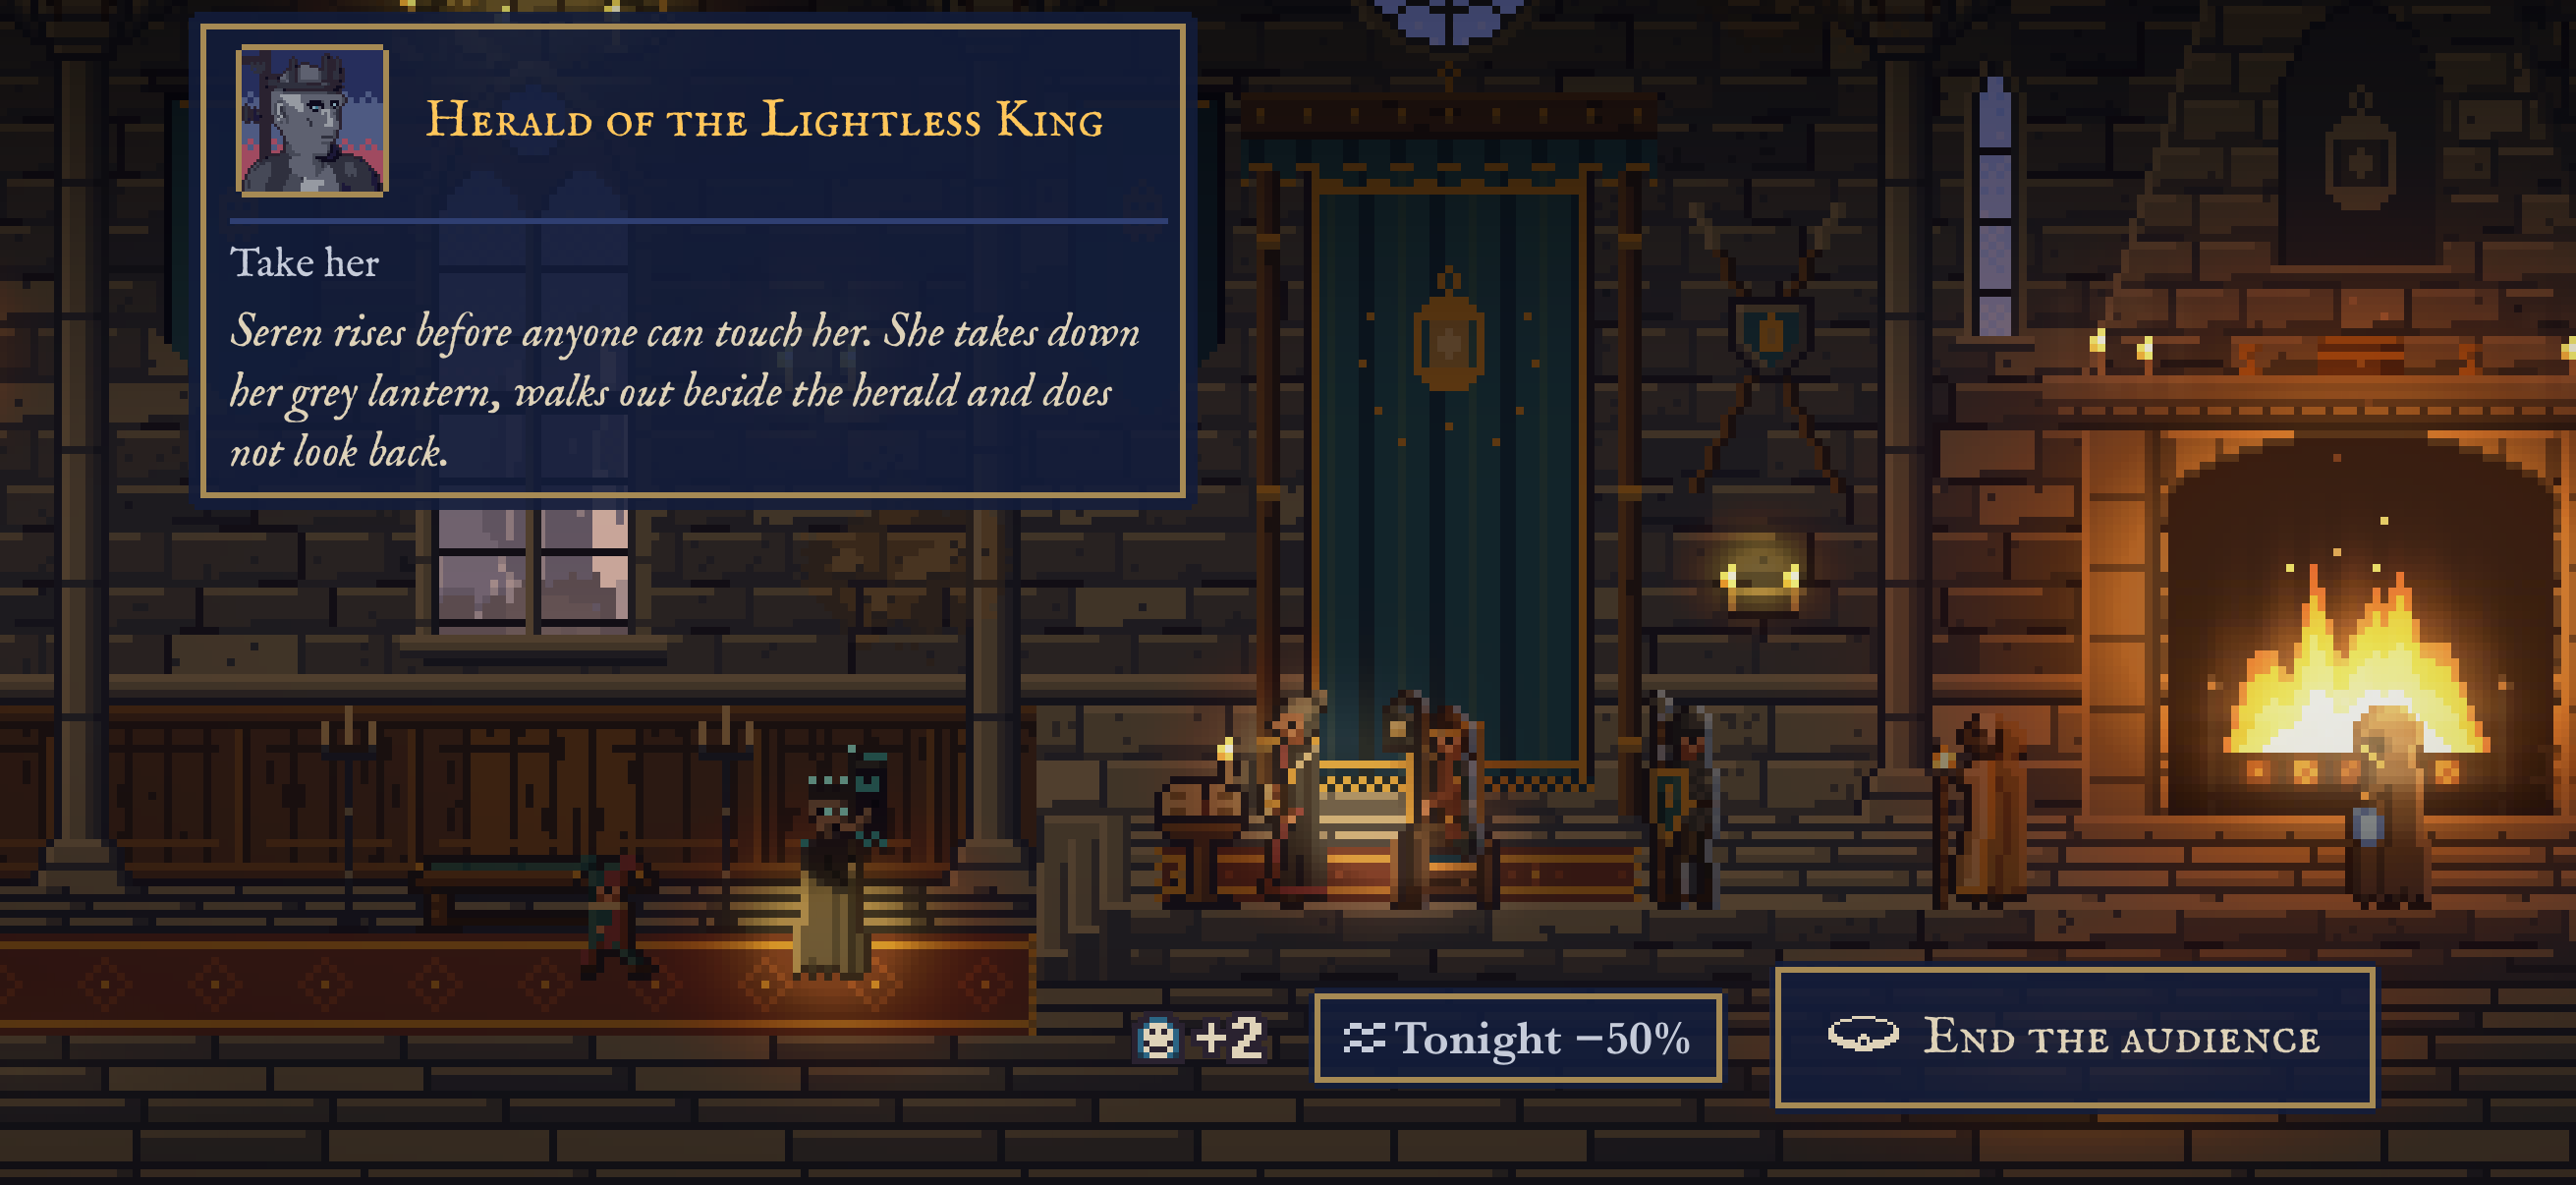 Herald of the Lightless King
Take her
Seren rises before anyone can touch her. She takes down
her grey lantern, walks out beside the herald and does
not look back.
+2
Tonight −50%
End the audience